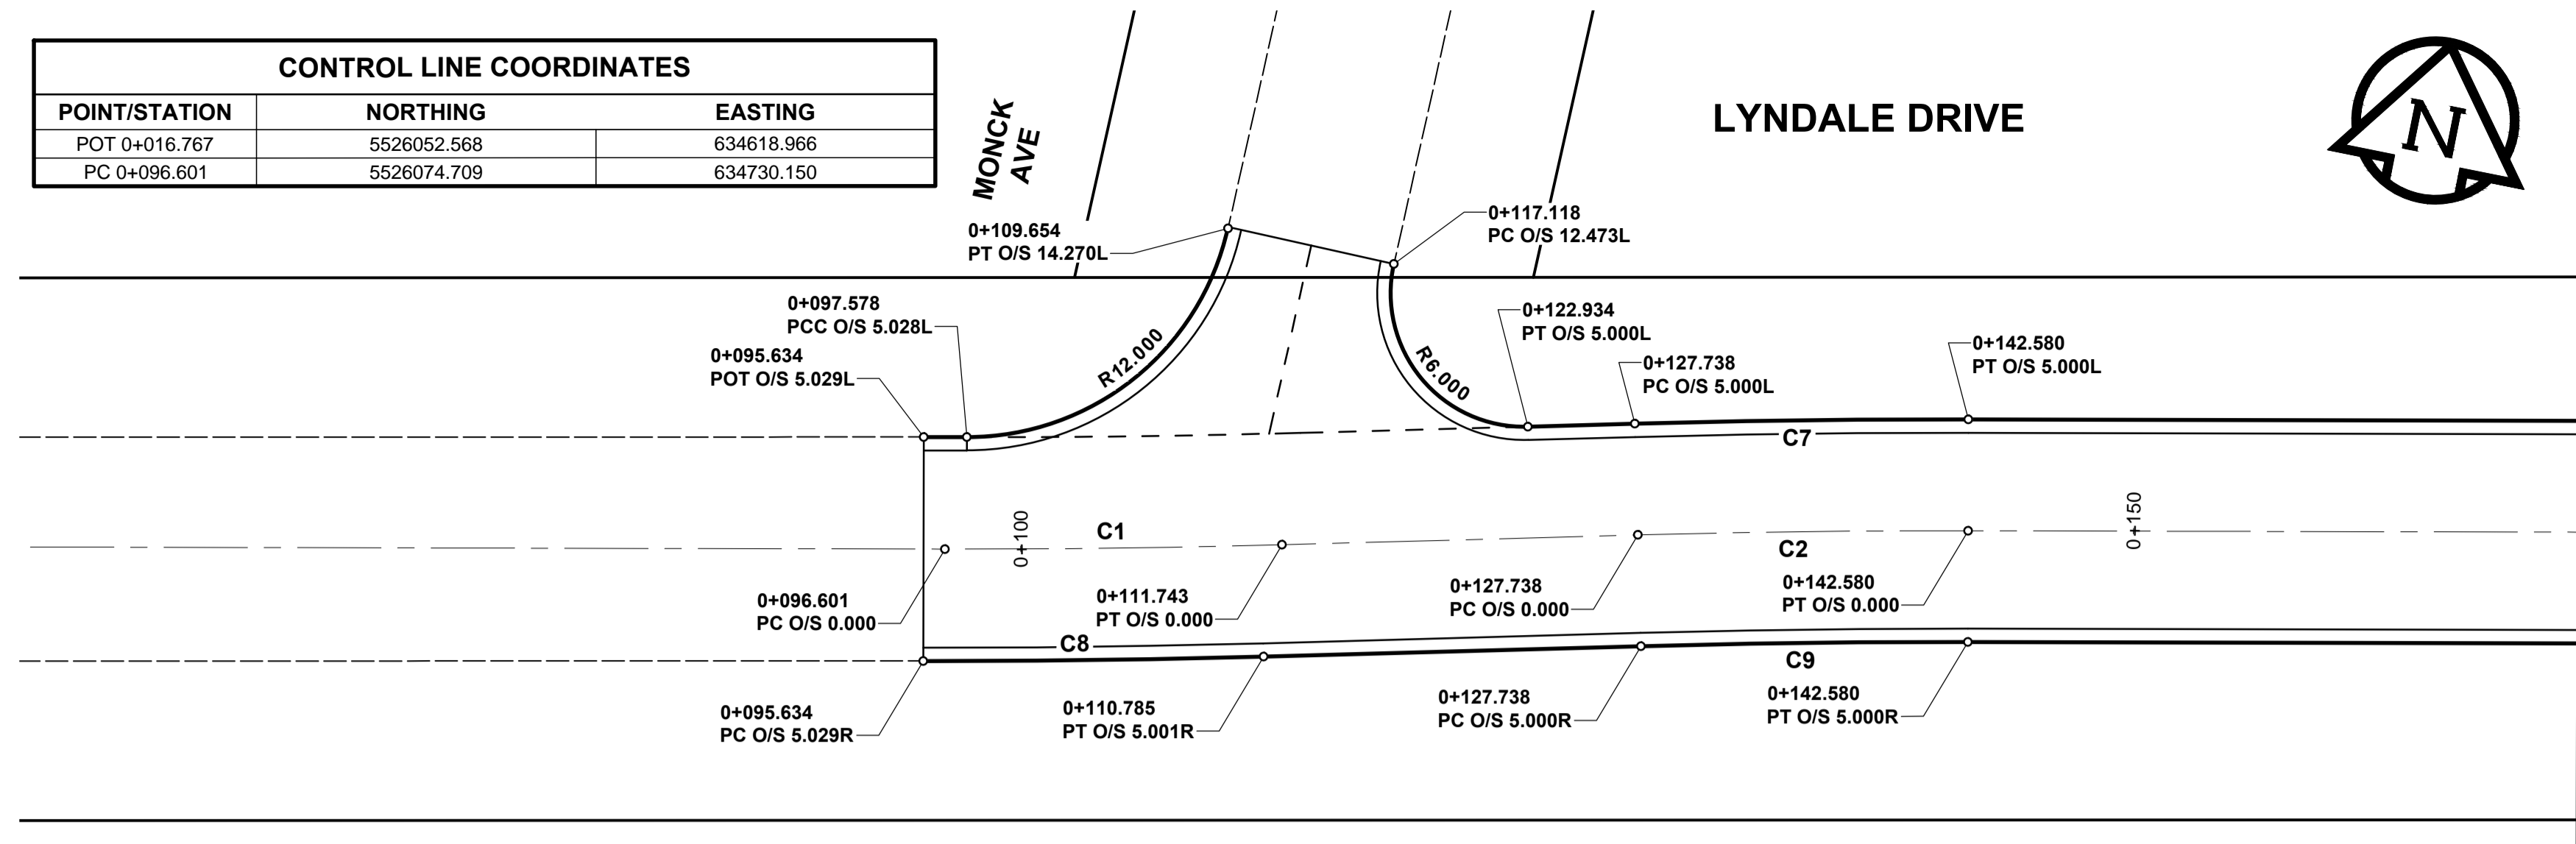 CONTROL LINE COORDINATES
POINT/STATION NORTHING EASTING
POT 0+016.767 5526052.568 634618.966
PC 0+096.601 5526074.709 634730.150
MONCK
AVE
LYNDALE DRIVE
N
0+109.654
PT O/S 14.270L
0+117.118
PC O/S 12.473L
0+097.578
PCC O/S 5.028L
0+095.634
POT O/S 5.029L
R12.000
R6.000
0+122.934
PT O/S 5.000L
0+127.738
PC O/S 5.000L
0+142.580
PT O/S 5.000L
C7
0+100
C1
C2
0+150
0+096.601
PC O/S 0.000
0+111.743
PT O/S 0.000
0+127.738
PC O/S 0.000
0+142.580
PT O/S 0.000
C8
C9
0+095.634
PC O/S 5.029R
0+110.785
PT O/S 5.001R
0+127.738
PC O/S 5.000R
0+142.580
PT O/S 5.000R